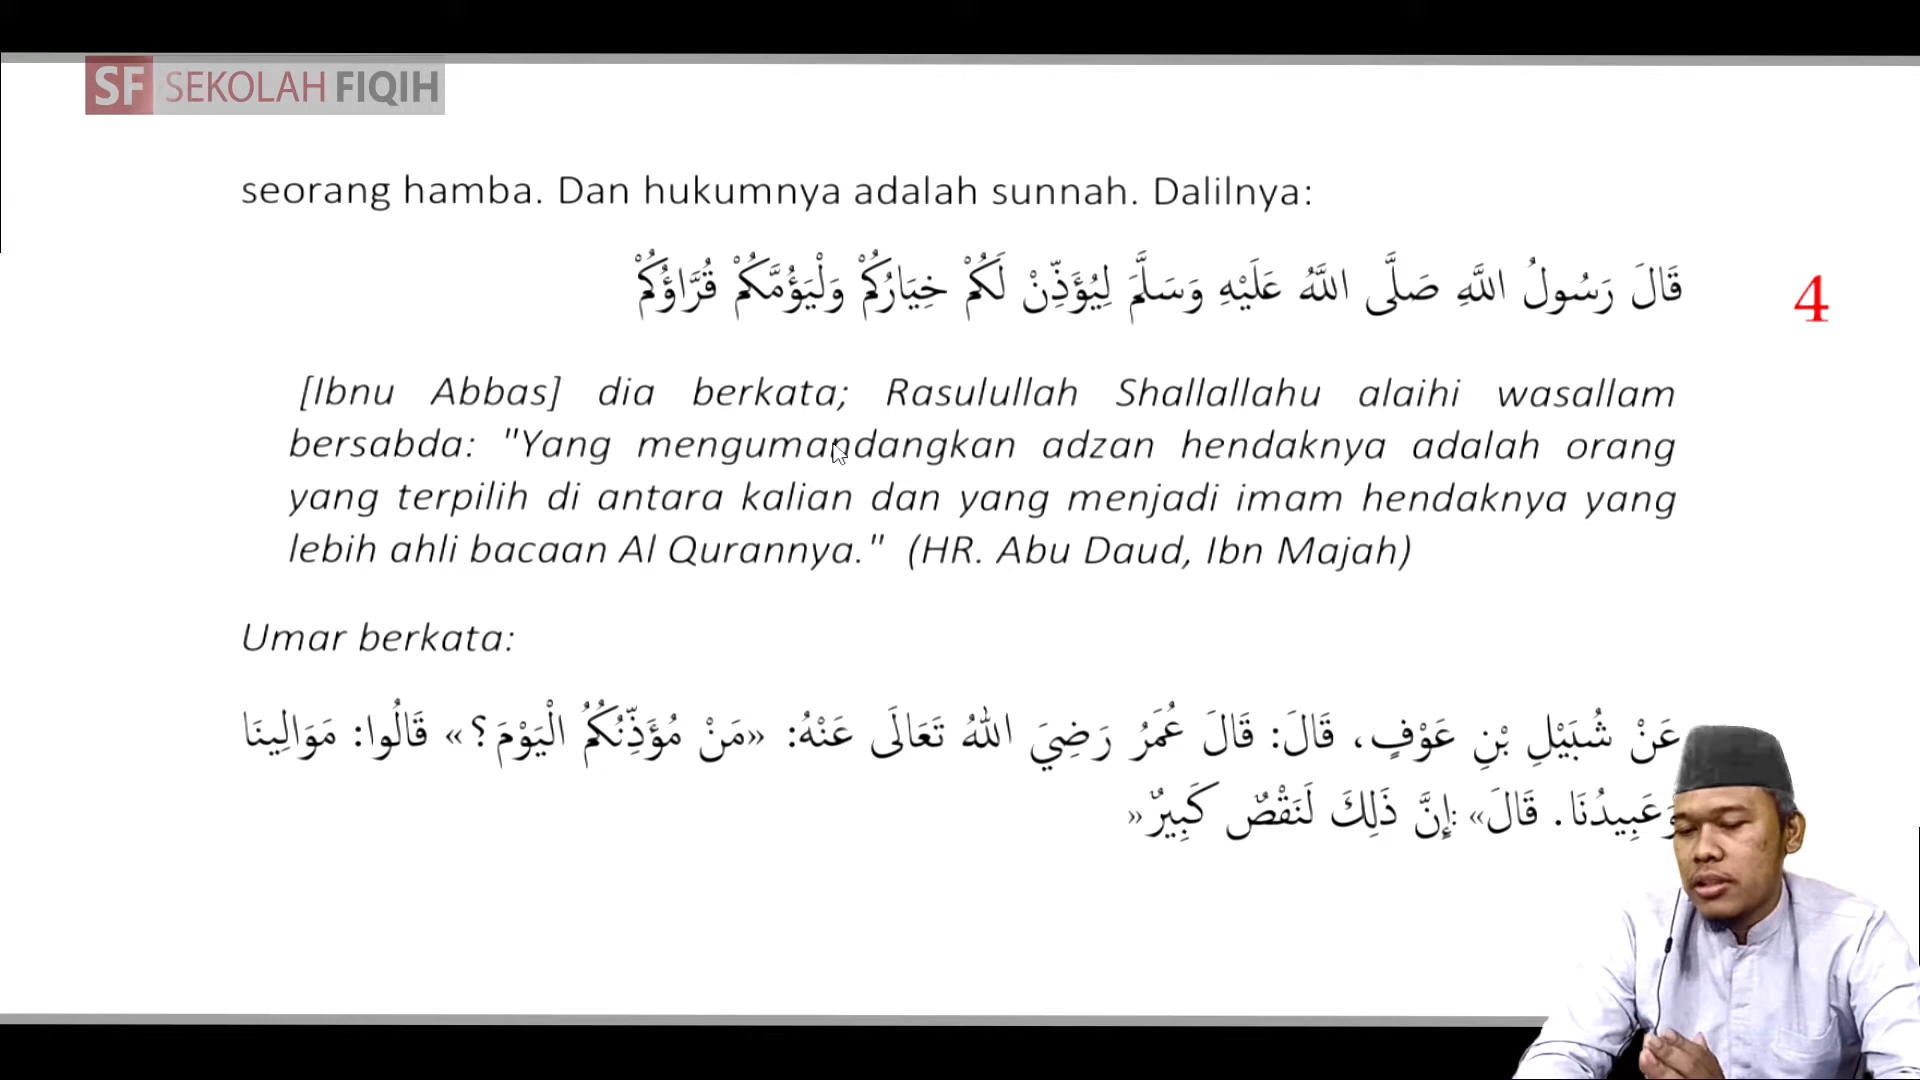 SF SEKOLAH FIQIH
seorang hamba. Dan hukumnya adalah sunnah. Dalilnya:
قَالَ رَسُولُ اللَّهِ صَلَّى اللَّهُ عَلَيْهِ وَسَلَّمَ لِيُؤَذِّنْ لَكُمْ خِيَارُكُمْ وَلْيَؤُمَّكُمْ قُرَّاؤُكُمْ
4
[Ibnu Abbas] dia berkata; Rasulullah Shallallahu alaihi wasallam
bersabda: "Yang mengumandangkan adzan hendaknya adalah orang
yang terpilih di antara kalian dan yang menjadi imam hendaknya yang
lebih ahli bacaan Al Qurannya." (HR. Abu Daud, Ibn Majah)
Umar berkata:
عَنْ شُبَيْلِ بْنِ عَوْفٍ، قَالَ: قَالَ عُمَرُ رَضِيَ اللهُ تَعَالَى عَنْهُ: «مَنْ مُؤَذِّنُكُمُ الْيَوْمَ؟» قَالُوا: مَوَالِينَا
وَعَبِيدُنَا. قَالَ» :إِنَّ ذَلِكَ لَنَقْصٌ كَبِيرٌ«